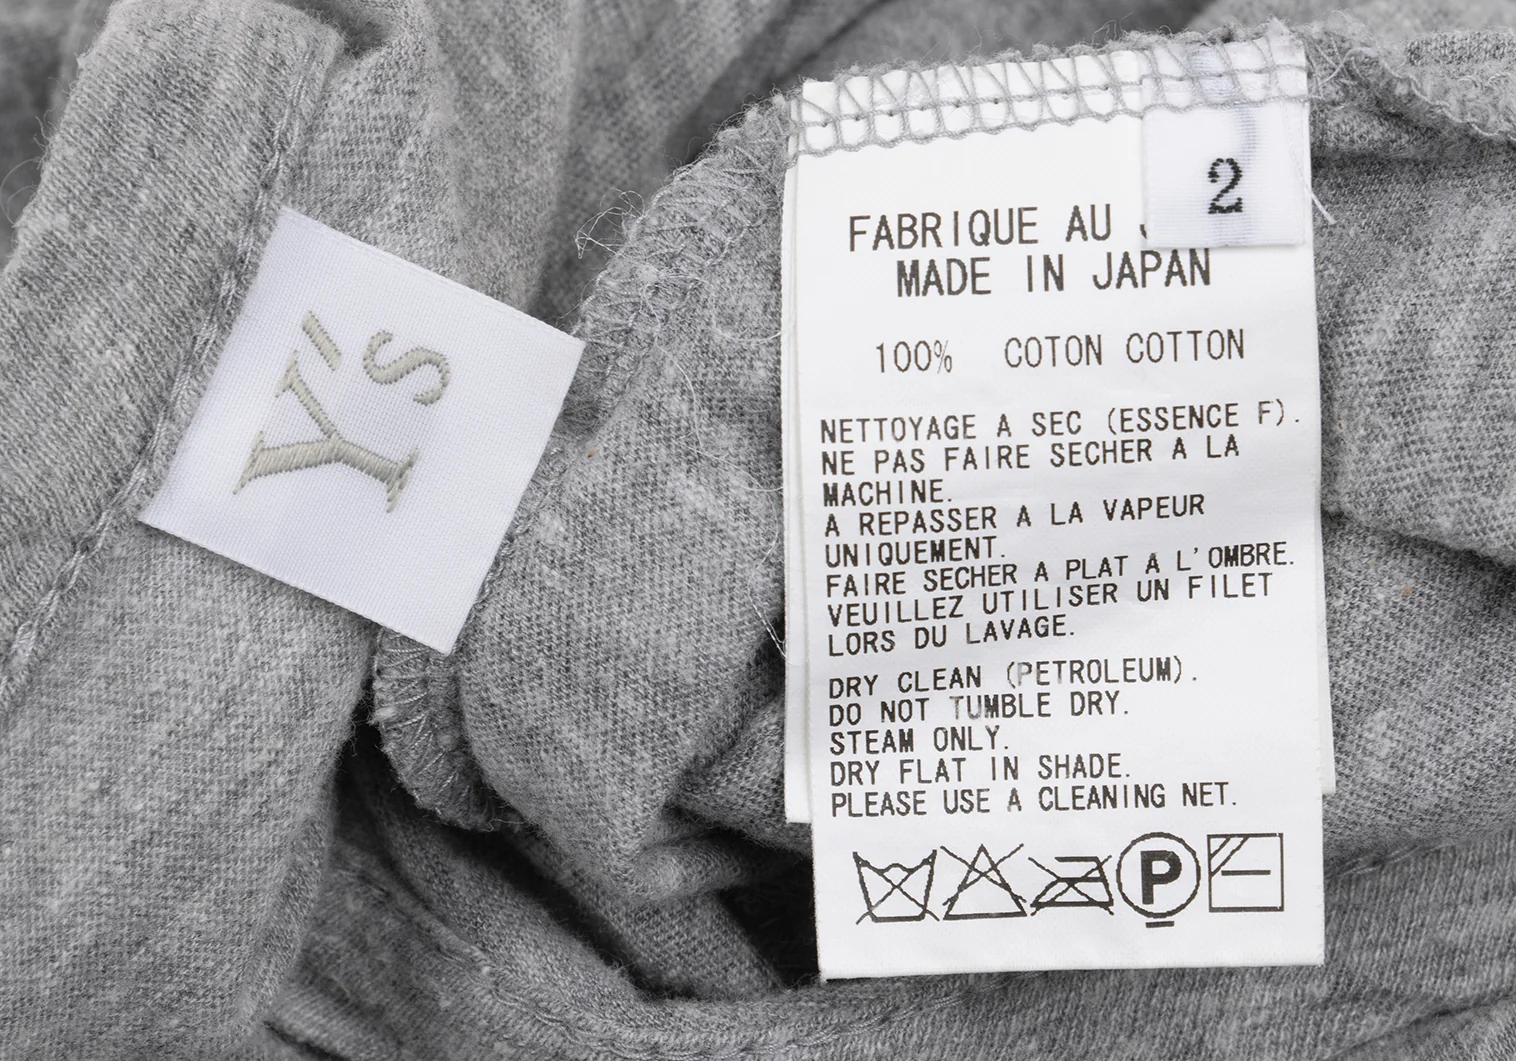 Y's
2
FABRIQUE AU
MADE IN JAPAN
100% COTON COTTON
NETTOYAGE A SEC (ESSENCE F).
NE PAS FAIRE SECHER A LA
MACHINE.
A REPASSER A LA VAPEUR
UNIQUEMENT.
FAIRE SECHER A PLAT A L'OMBRE.
VEUILLEZ UTILISER UN FILET
LORS DU LAVAGE.
DRY CLEAN (PETROLEUM).
DO NOT TUMBLE DRY.
STEAM ONLY.
DRY FLAT IN SHADE.
PLEASE USE A CLEANING NET.
P